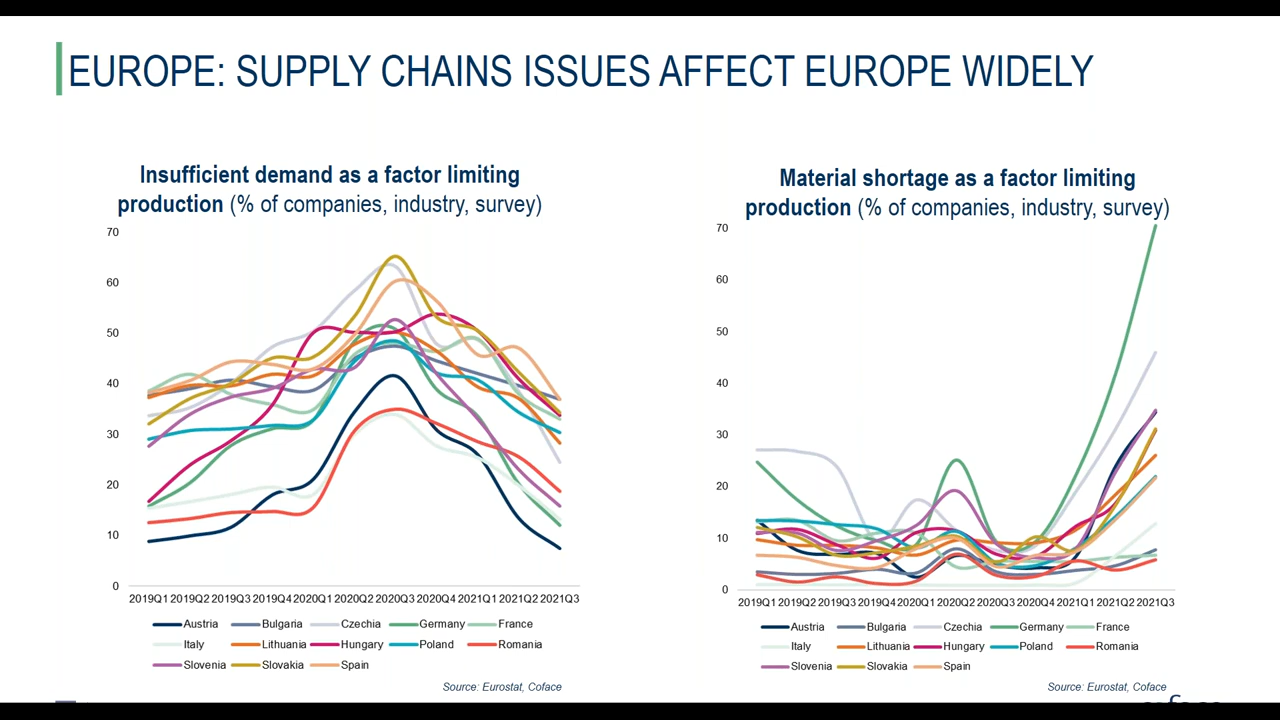 EUROPE: SUPPLY CHAINS ISSUES AFFECT EUROPE WIDELY
Insufficient demand as a factor limiting
production (% of companies, industry, survey)
70
60
50
40
30
20
10
0
2019Q1 2019Q2 2019Q3 2019Q4 2020Q1 2020Q2 2020Q3 2020Q4 2021Q1 2021Q2 2021Q3
Austria Bulgaria Czechia Germany France
Italy Lithuania Hungary Poland Romania
Slovenia Slovakia Spain
Source: Eurostat, Coface
Material shortage as a factor limiting
production (% of companies, industry, survey)
70
60
50
40
30
20
10
0
2019Q1 2019Q2 2019Q3 2019Q4 2020Q1 2020Q2 2020Q3 2020Q4 2021Q1 2021Q2 2021Q3
Austria Bulgaria Czechia Germany France
Italy Lithuania Hungary Poland Romania
Slovenia Slovakia Spain
Source: Eurostat, Coface